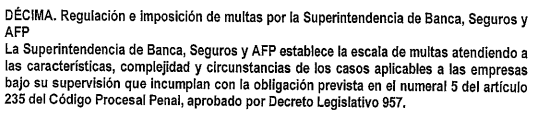 DÉCIMA. Regulación e imposición de multas por la Superintendencia de Banca, Seguros y
AFP
La Superintendencia de Banca, Seguros y AFP establece la escala de multas atendiendo a
las características, complejidad y circunstancias de los casos aplicables a las empresas
bajo su supervisión que incumplan con la obligación prevista en el numeral 5 del artículo
235 del Código Procesal Penal, aprobado por Decreto Legislativo 957.